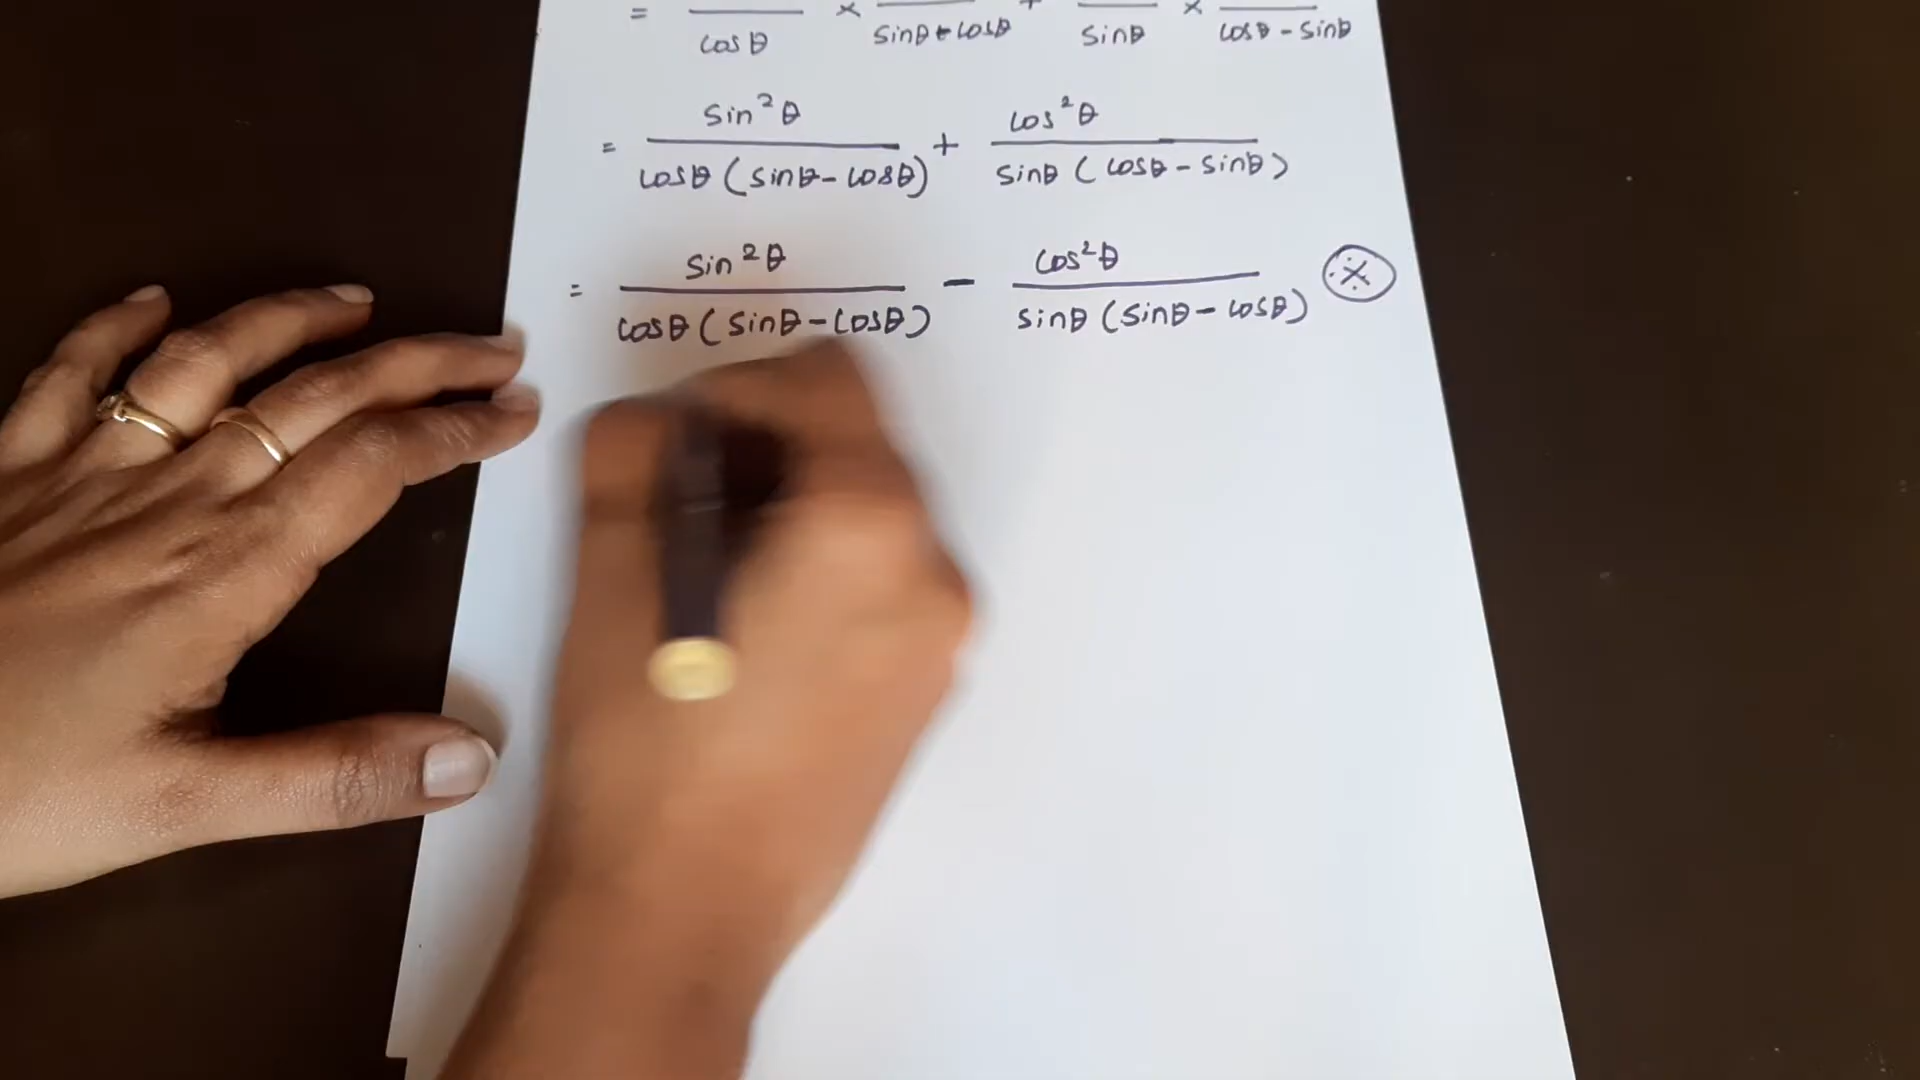 = / cosθ × / sinθ - cosθ + / sinθ × / cosθ - sinθ
= sin²θ / cosθ (sinθ - cosθ) + cos²θ / sinθ (cosθ - sinθ)
= sin²θ / cosθ (sinθ - cosθ) - cos²θ / sinθ (sinθ - cosθ) ※